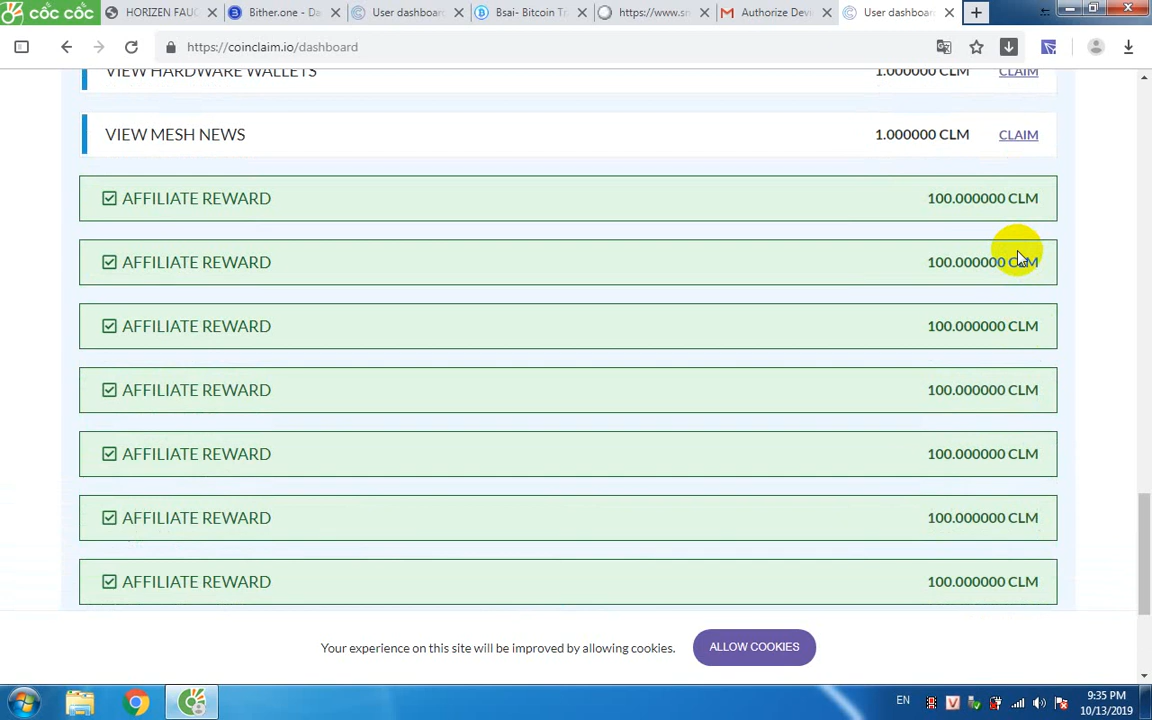 HORIZEN FAUC
Bither.one - Da
User dashboar
Bsai- Bitcoin Tr
https://www.sm
Authorize Devi
User dashboar
CỐC CỐC
https://coinclaim.io/dashboard
VIEW HARDWARE WALLETS 1.000000 CLM CLAIM
VIEW MESH NEWS 1.000000 CLM CLAIM
AFFILIATE REWARD 100.000000 CLM
AFFILIATE REWARD 100.000000 CLM
AFFILIATE REWARD 100.000000 CLM
AFFILIATE REWARD 100.000000 CLM
AFFILIATE REWARD 100.000000 CLM
AFFILIATE REWARD 100.000000 CLM
AFFILIATE REWARD 100.000000 CLM
Your experience on this site will be improved by allowing cookies. ALLOW COOKIES
EN
9:35 PM
10/13/2019